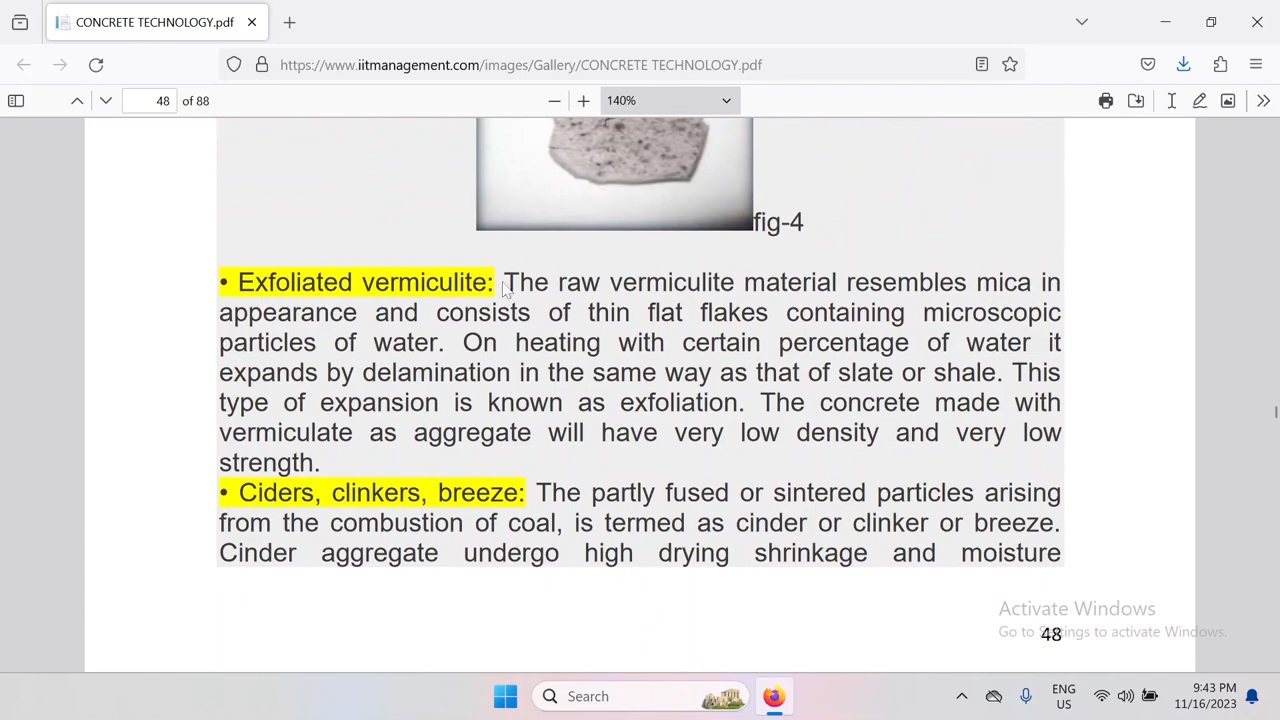 CONCRETE TECHNOLOGY.pdf
https://www.iitmanagement.com/images/Gallery/CONCRETE TECHNOLOGY.pdf
48 of 88
140%
fig-4
• Exfoliated vermiculite: The raw vermiculite material resembles mica in
appearance and consists of thin flat flakes containing microscopic
particles of water. On heating with certain percentage of water it
expands by delamination in the same way as that of slate or shale. This
type of expansion is known as exfoliation. The concrete made with
vermiculate as aggregate will have very low density and very low
strength.
• Ciders, clinkers, breeze: The partly fused or sintered particles arising
from the combustion of coal, is termed as cinder or clinker or breeze.
Cinder aggregate undergo high drying shrinkage and moisture
Activate Windows
Go to Settings to activate Windows.
48
Search
ENG
US
9:43 PM
11/16/2023